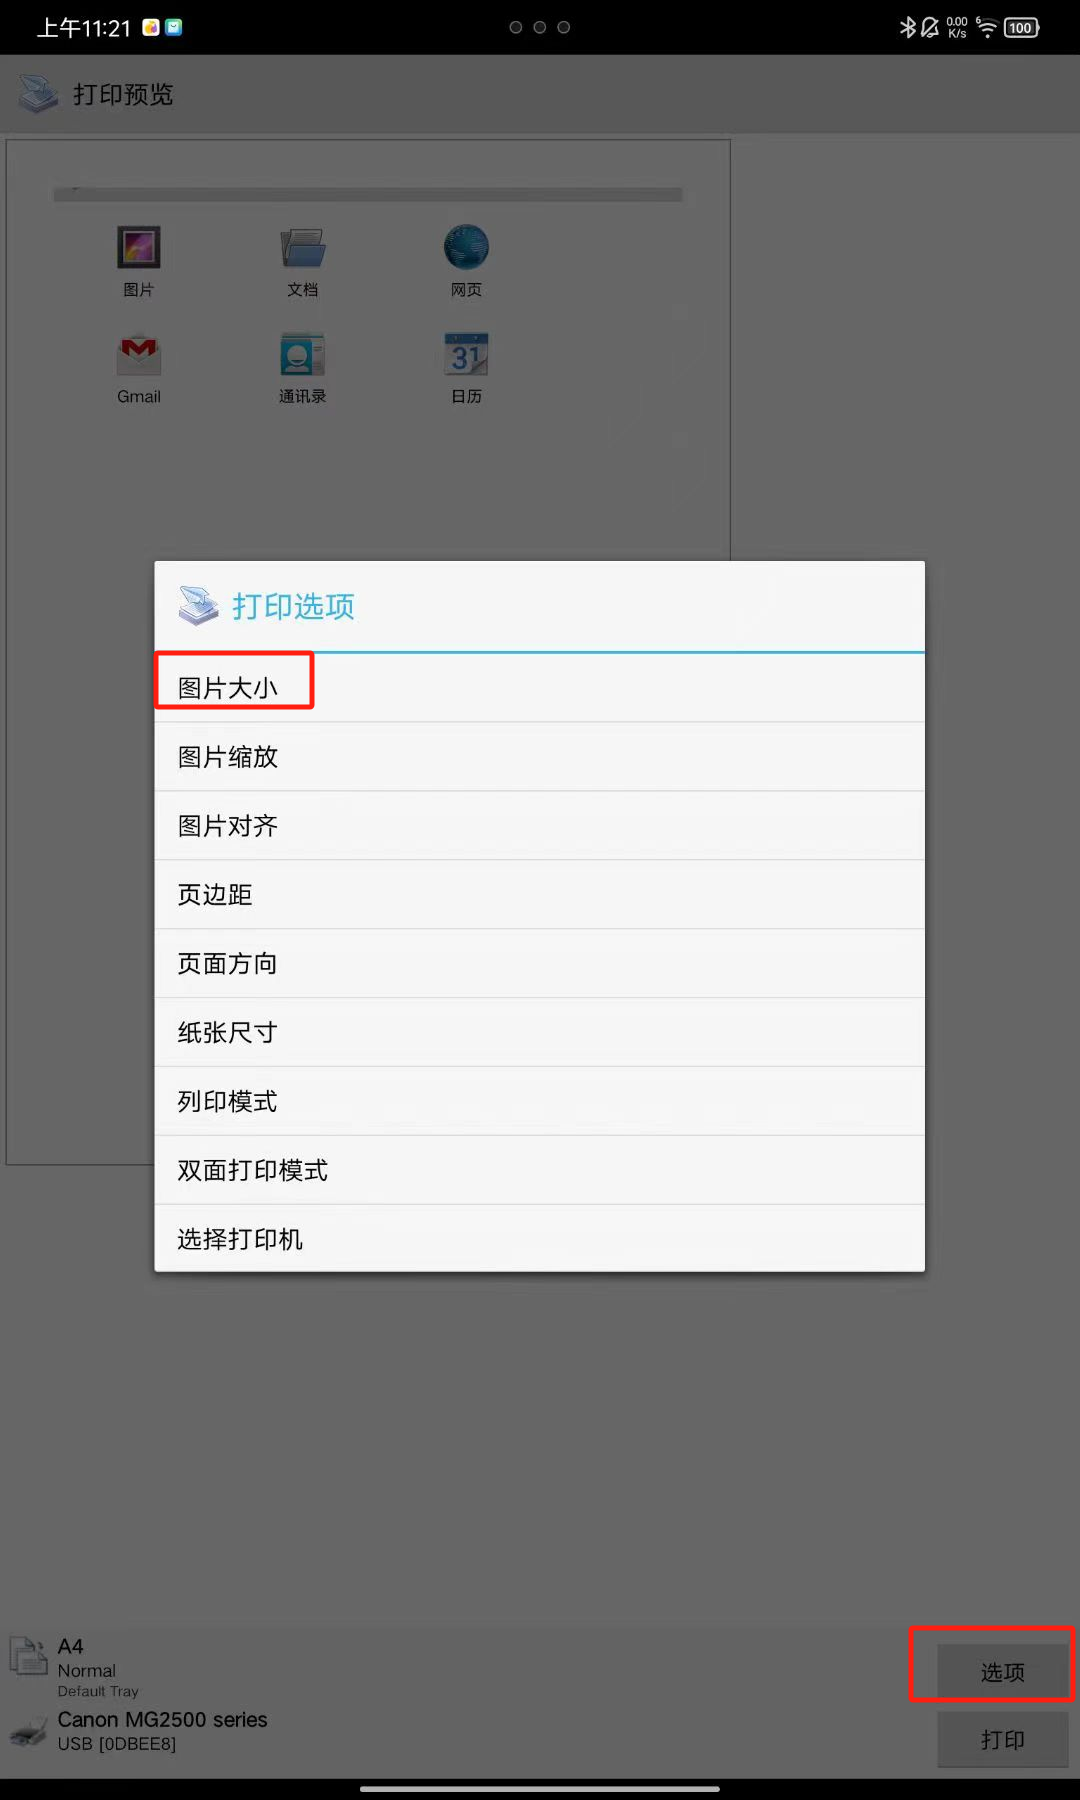 上午11:21
0.00
K/s
6
100
打印预览
图片
文档
网页
31
Gmail
通讯录
日历
打印选项
图片大小
图片缩放
图片对齐
页边距
页面方向
纸张尺寸
列印模式
双面打印模式
选择打印机
A4
Normal
Default Tray
选项
Canon MG2500 series
USB [0DBEE8]
打印